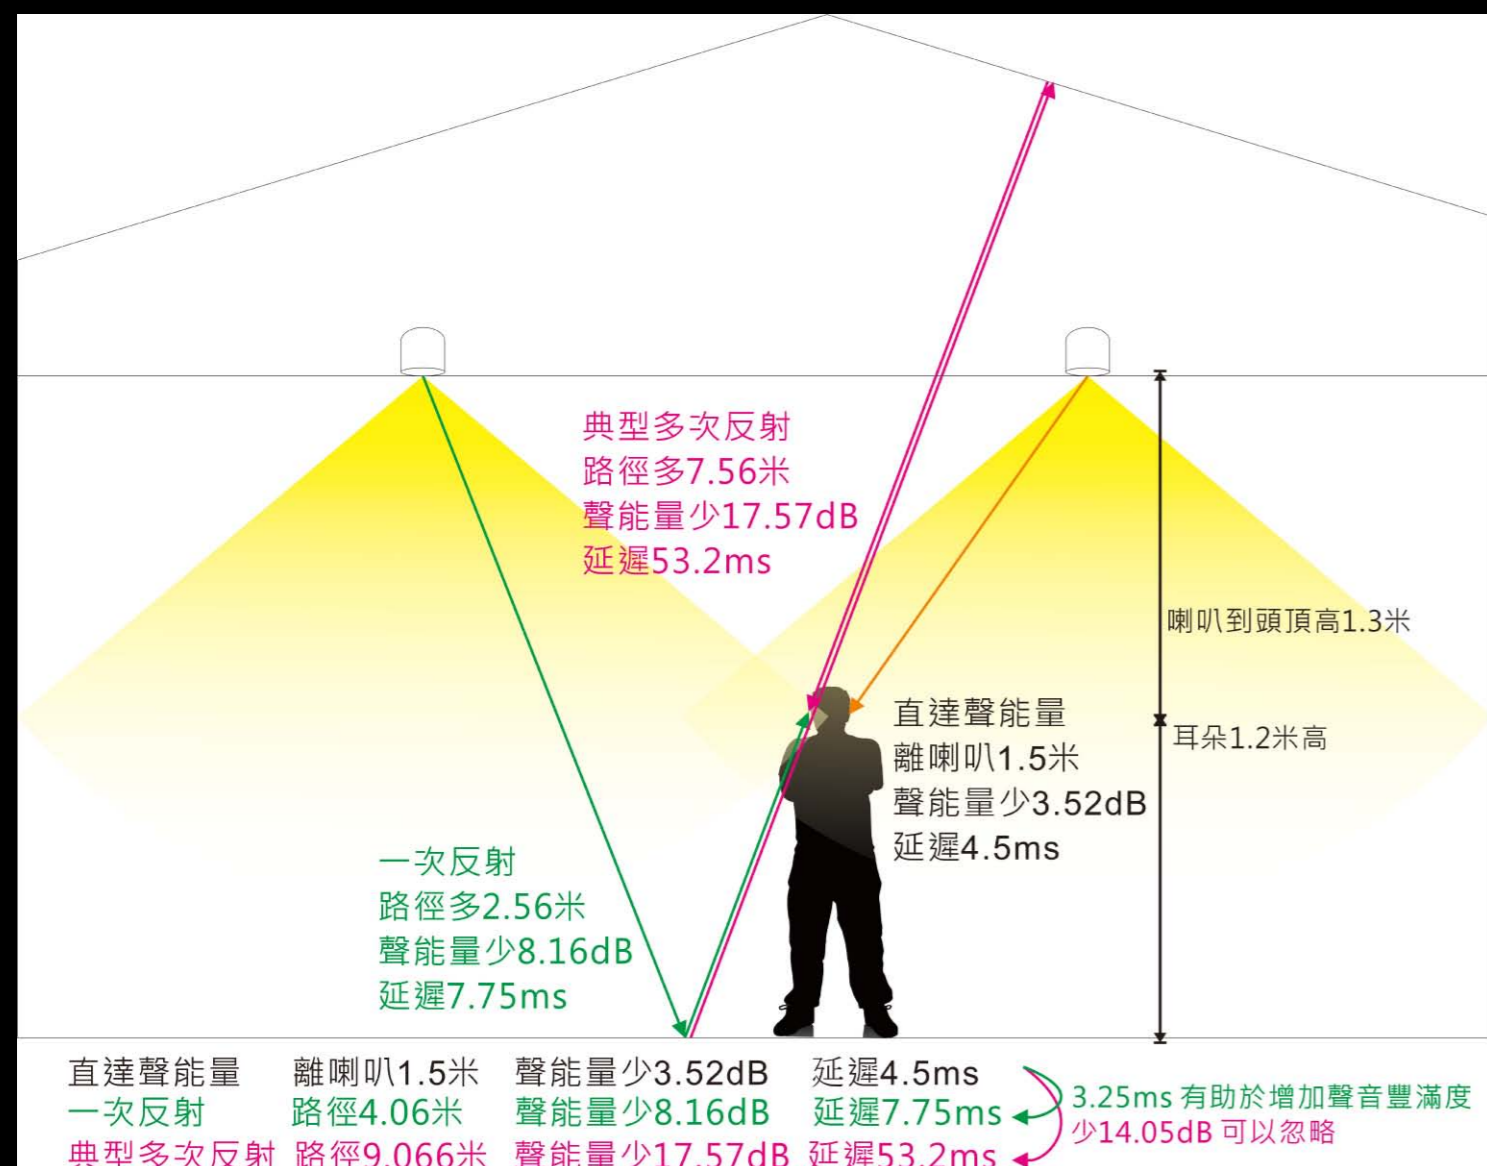 典型多次反射
路徑多7.56米
聲能量少17.57dB
延遲53.2ms
喇叭到頭頂高1.3米
直達聲能量
離喇叭1.5米
聲能量少3.52dB
延遲4.5ms
耳朵1.2米高
一次反射
路徑多2.56米
聲能量少8.16dB
延遲7.75ms
直達聲能量 離喇叭1.5米 聲能量少3.52dB 延遲4.5ms
一次反射 路徑4.06米 聲能量少8.16dB 延遲7.75ms
3.25ms 有助於增加聲音豐滿度
少14.05dB 可以忽略
典型多次反射 路徑9.066米 聲能量少17.57dB 延遲53.2ms